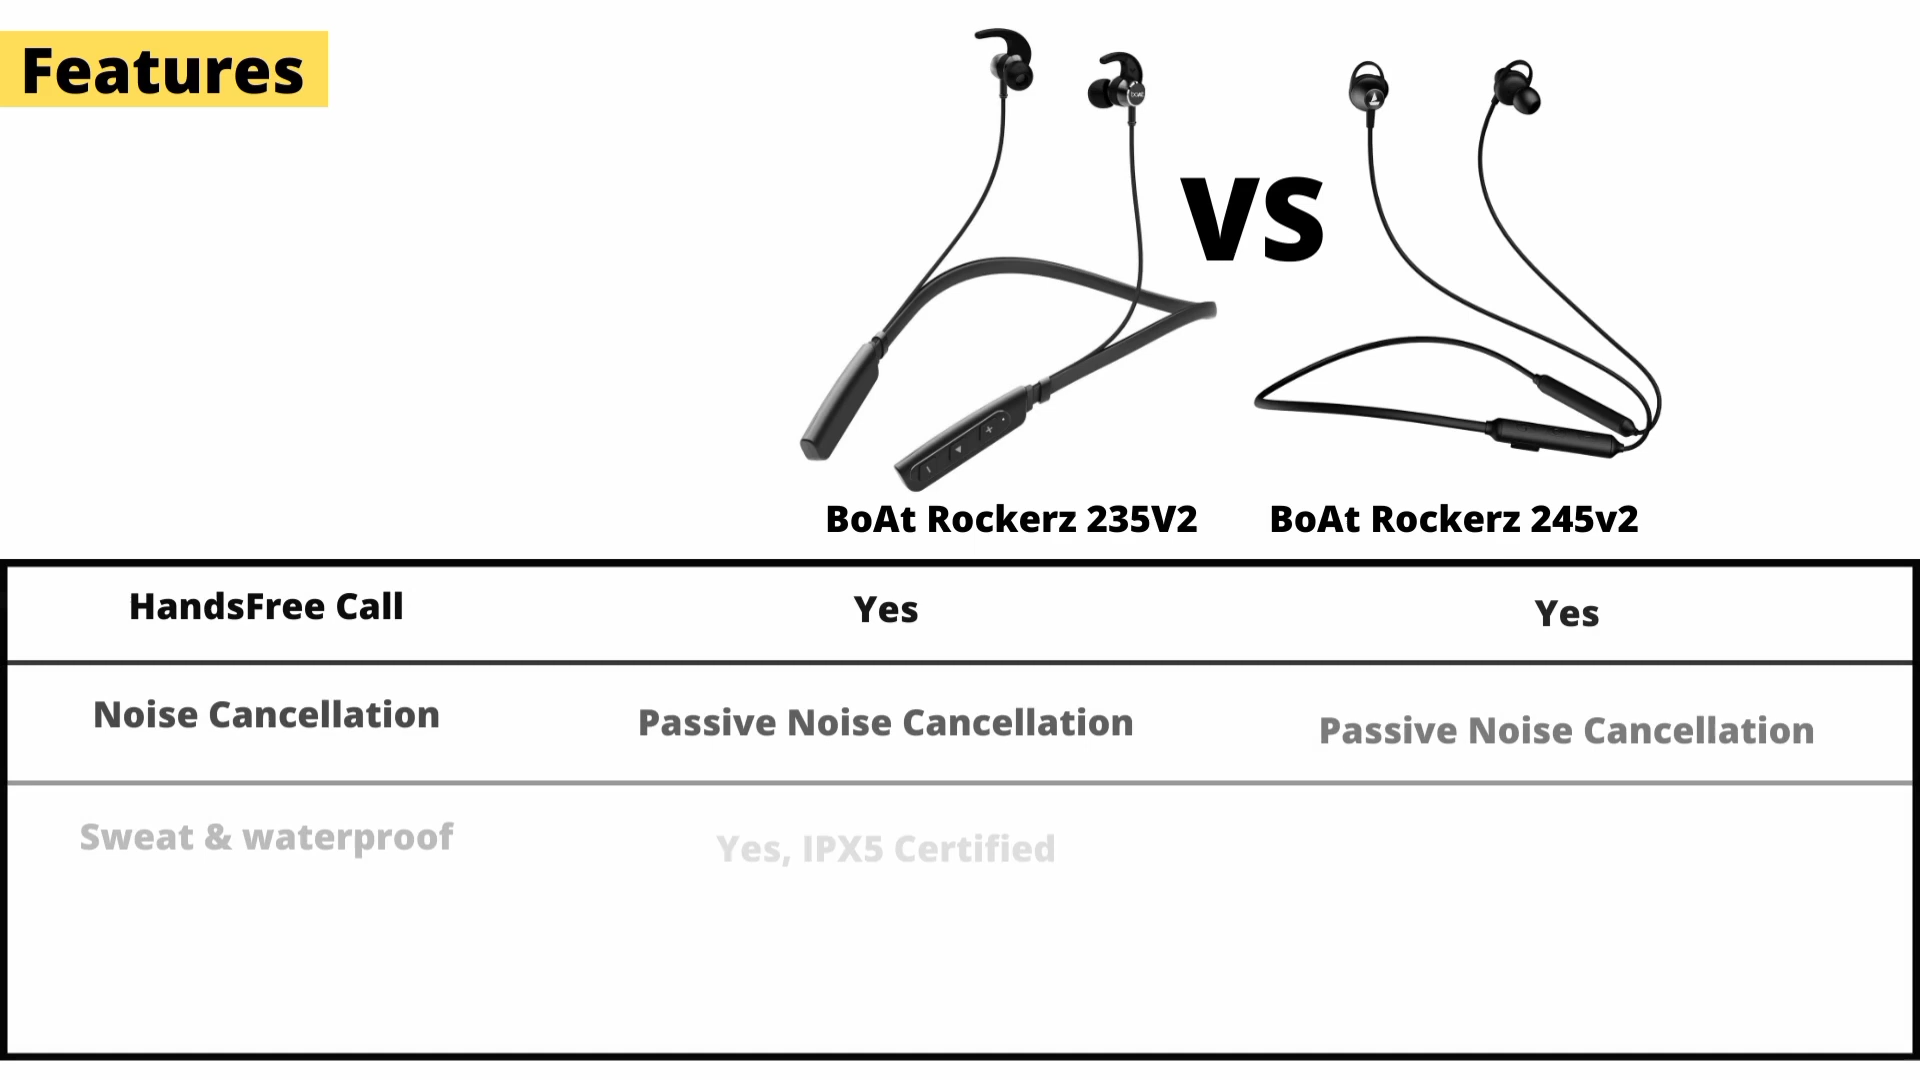 Features
VS
BoAt Rockerz 235V2
BoAt Rockerz 245v2
HandsFree Call
Yes
Yes
Noise Cancellation
Passive Noise Cancellation
Passive Noise Cancellation
Sweat & waterproof
Yes, IPX5 Certified